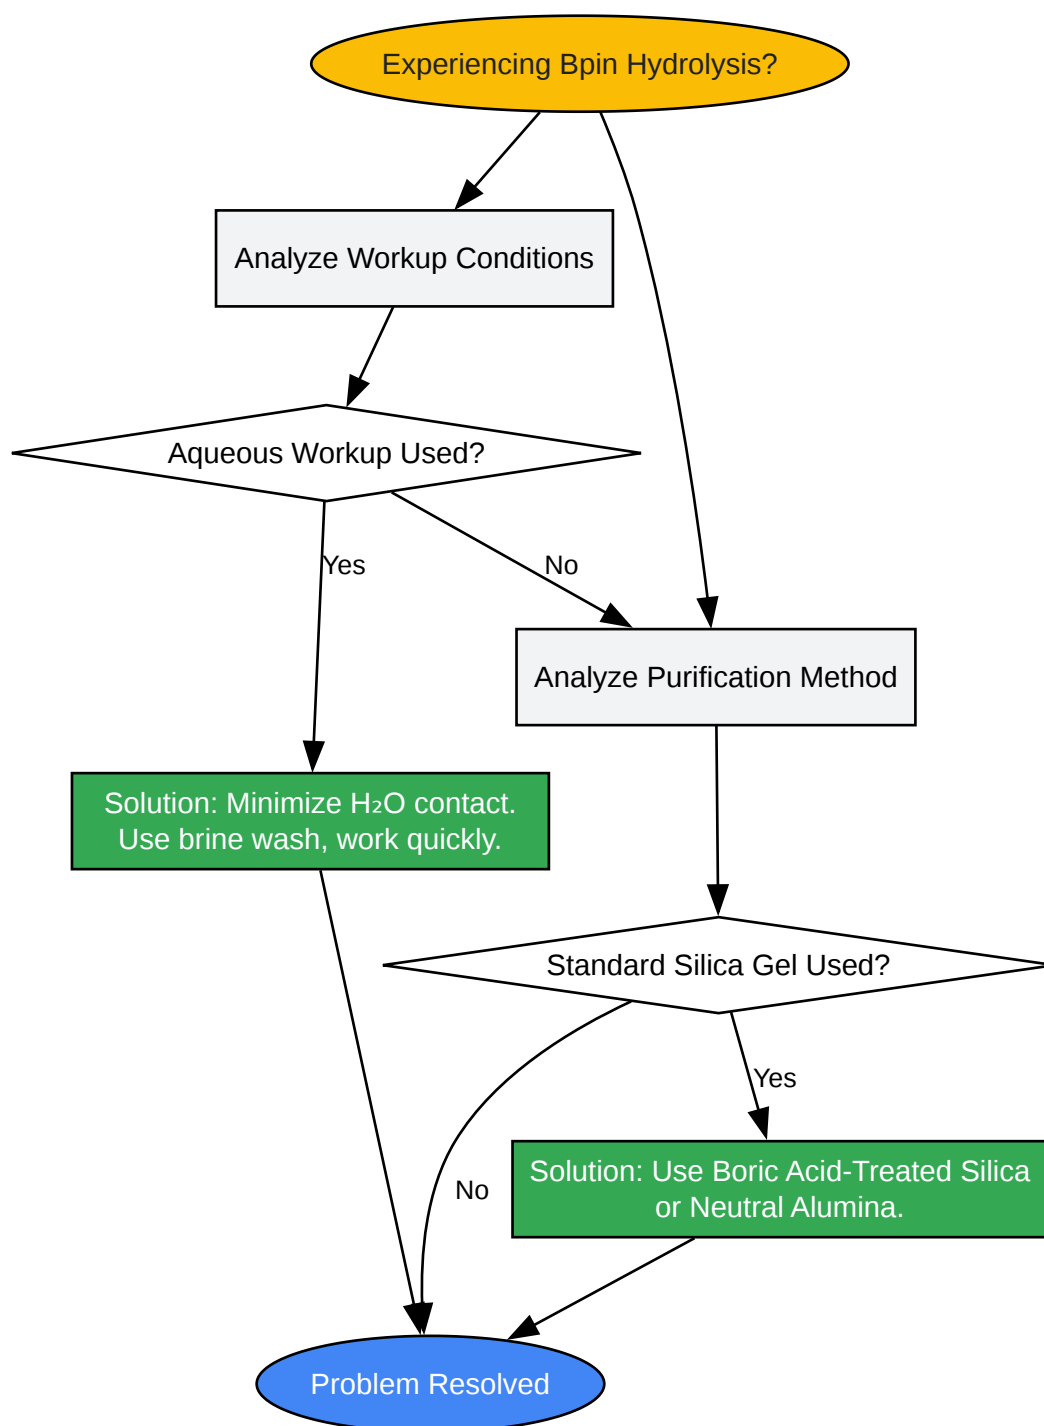 Experiencing Bpin Hydrolysis?
Analyze Workup Conditions
Aqueous Workup Used?
Yes
No
Analyze Purification Method
Solution: Minimize H₂O contact.
Use brine wash, work quickly.
Standard Silica Gel Used?
Yes
No
Solution: Use Boric Acid-Treated Silica
or Neutral Alumina.
Problem Resolved